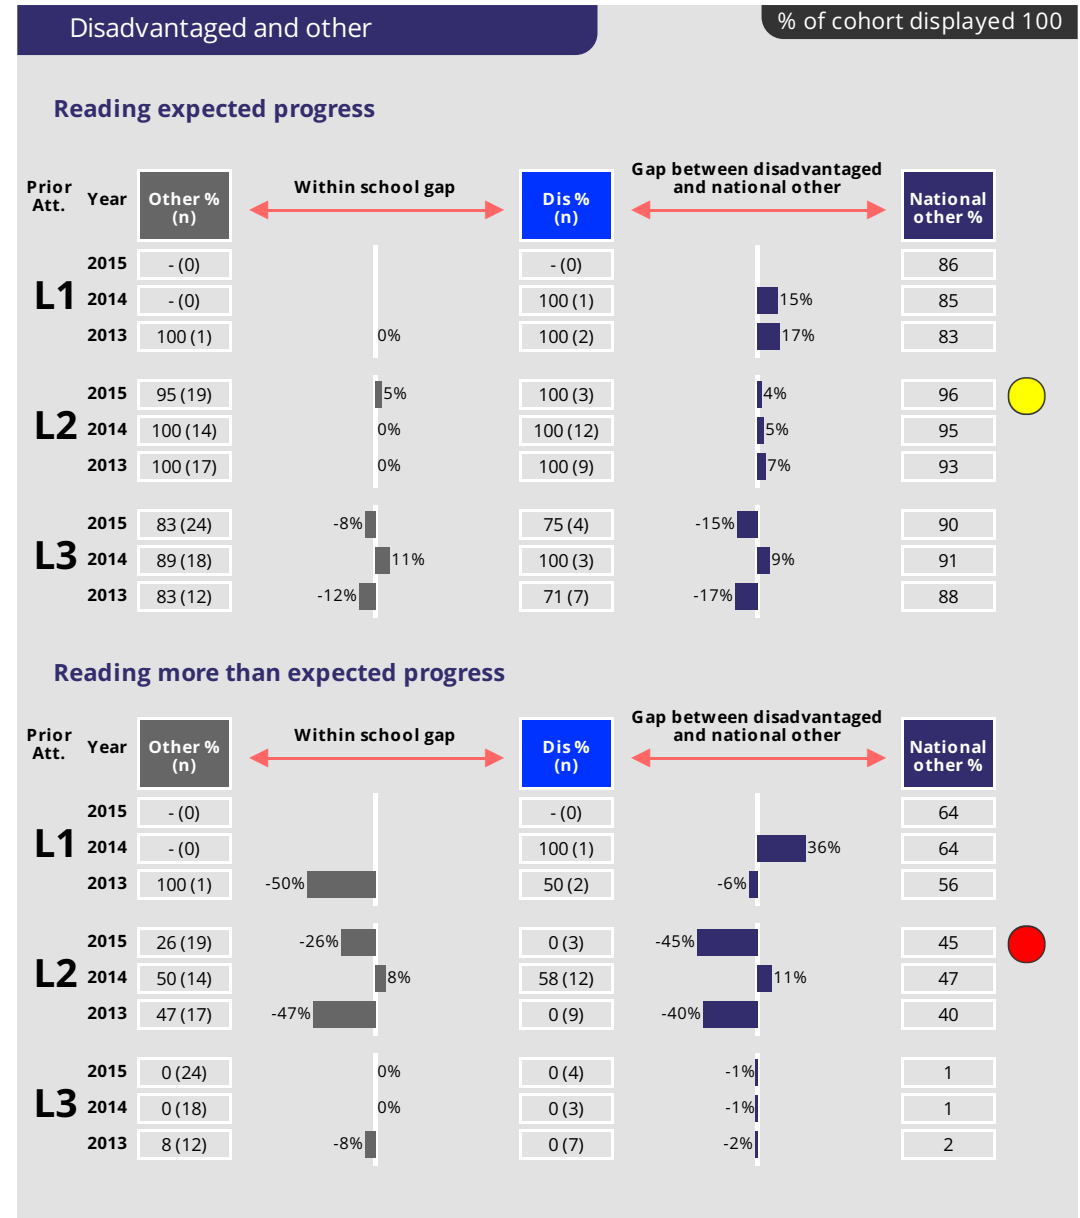 Disadvantaged and other
% of cohort displayed 100
Reading expected progress
Prior Att.
Year
Other % (n)
Within school gap
Dis % (n)
Gap between disadvantaged and national other
National other %
L1
2015 - (0) - (0) 86
2014 - (0) 100 (1) 15% 85
2013 100 (1) 0% 100 (2) 17% 83
L2
2015 95 (19) 5% 100 (3) 4% 96
2014 100 (14) 0% 100 (12) 5% 95
2013 100 (17) 0% 100 (9) 7% 93
L3
2015 83 (24) -8% 75 (4) -15% 90
2014 89 (18) 11% 100 (3) 9% 91
2013 83 (12) -12% 71 (7) -17% 88
Reading more than expected progress
Prior Att.
Year
Other % (n)
Within school gap
Dis % (n)
Gap between disadvantaged and national other
National other %
L1
2015 - (0) - (0) 64
2014 - (0) 100 (1) 36% 64
2013 100 (1) -50% 50 (2) -6% 56
L2
2015 26 (19) -26% 0 (3) -45% 45
2014 50 (14) 8% 58 (12) 11% 47
2013 47 (17) -47% 0 (9) -40% 40
L3
2015 0 (24) 0% 0 (4) -1% 1
2014 0 (18) 0% 0 (3) -1% 1
2013 8 (12) -8% 0 (7) -2% 2